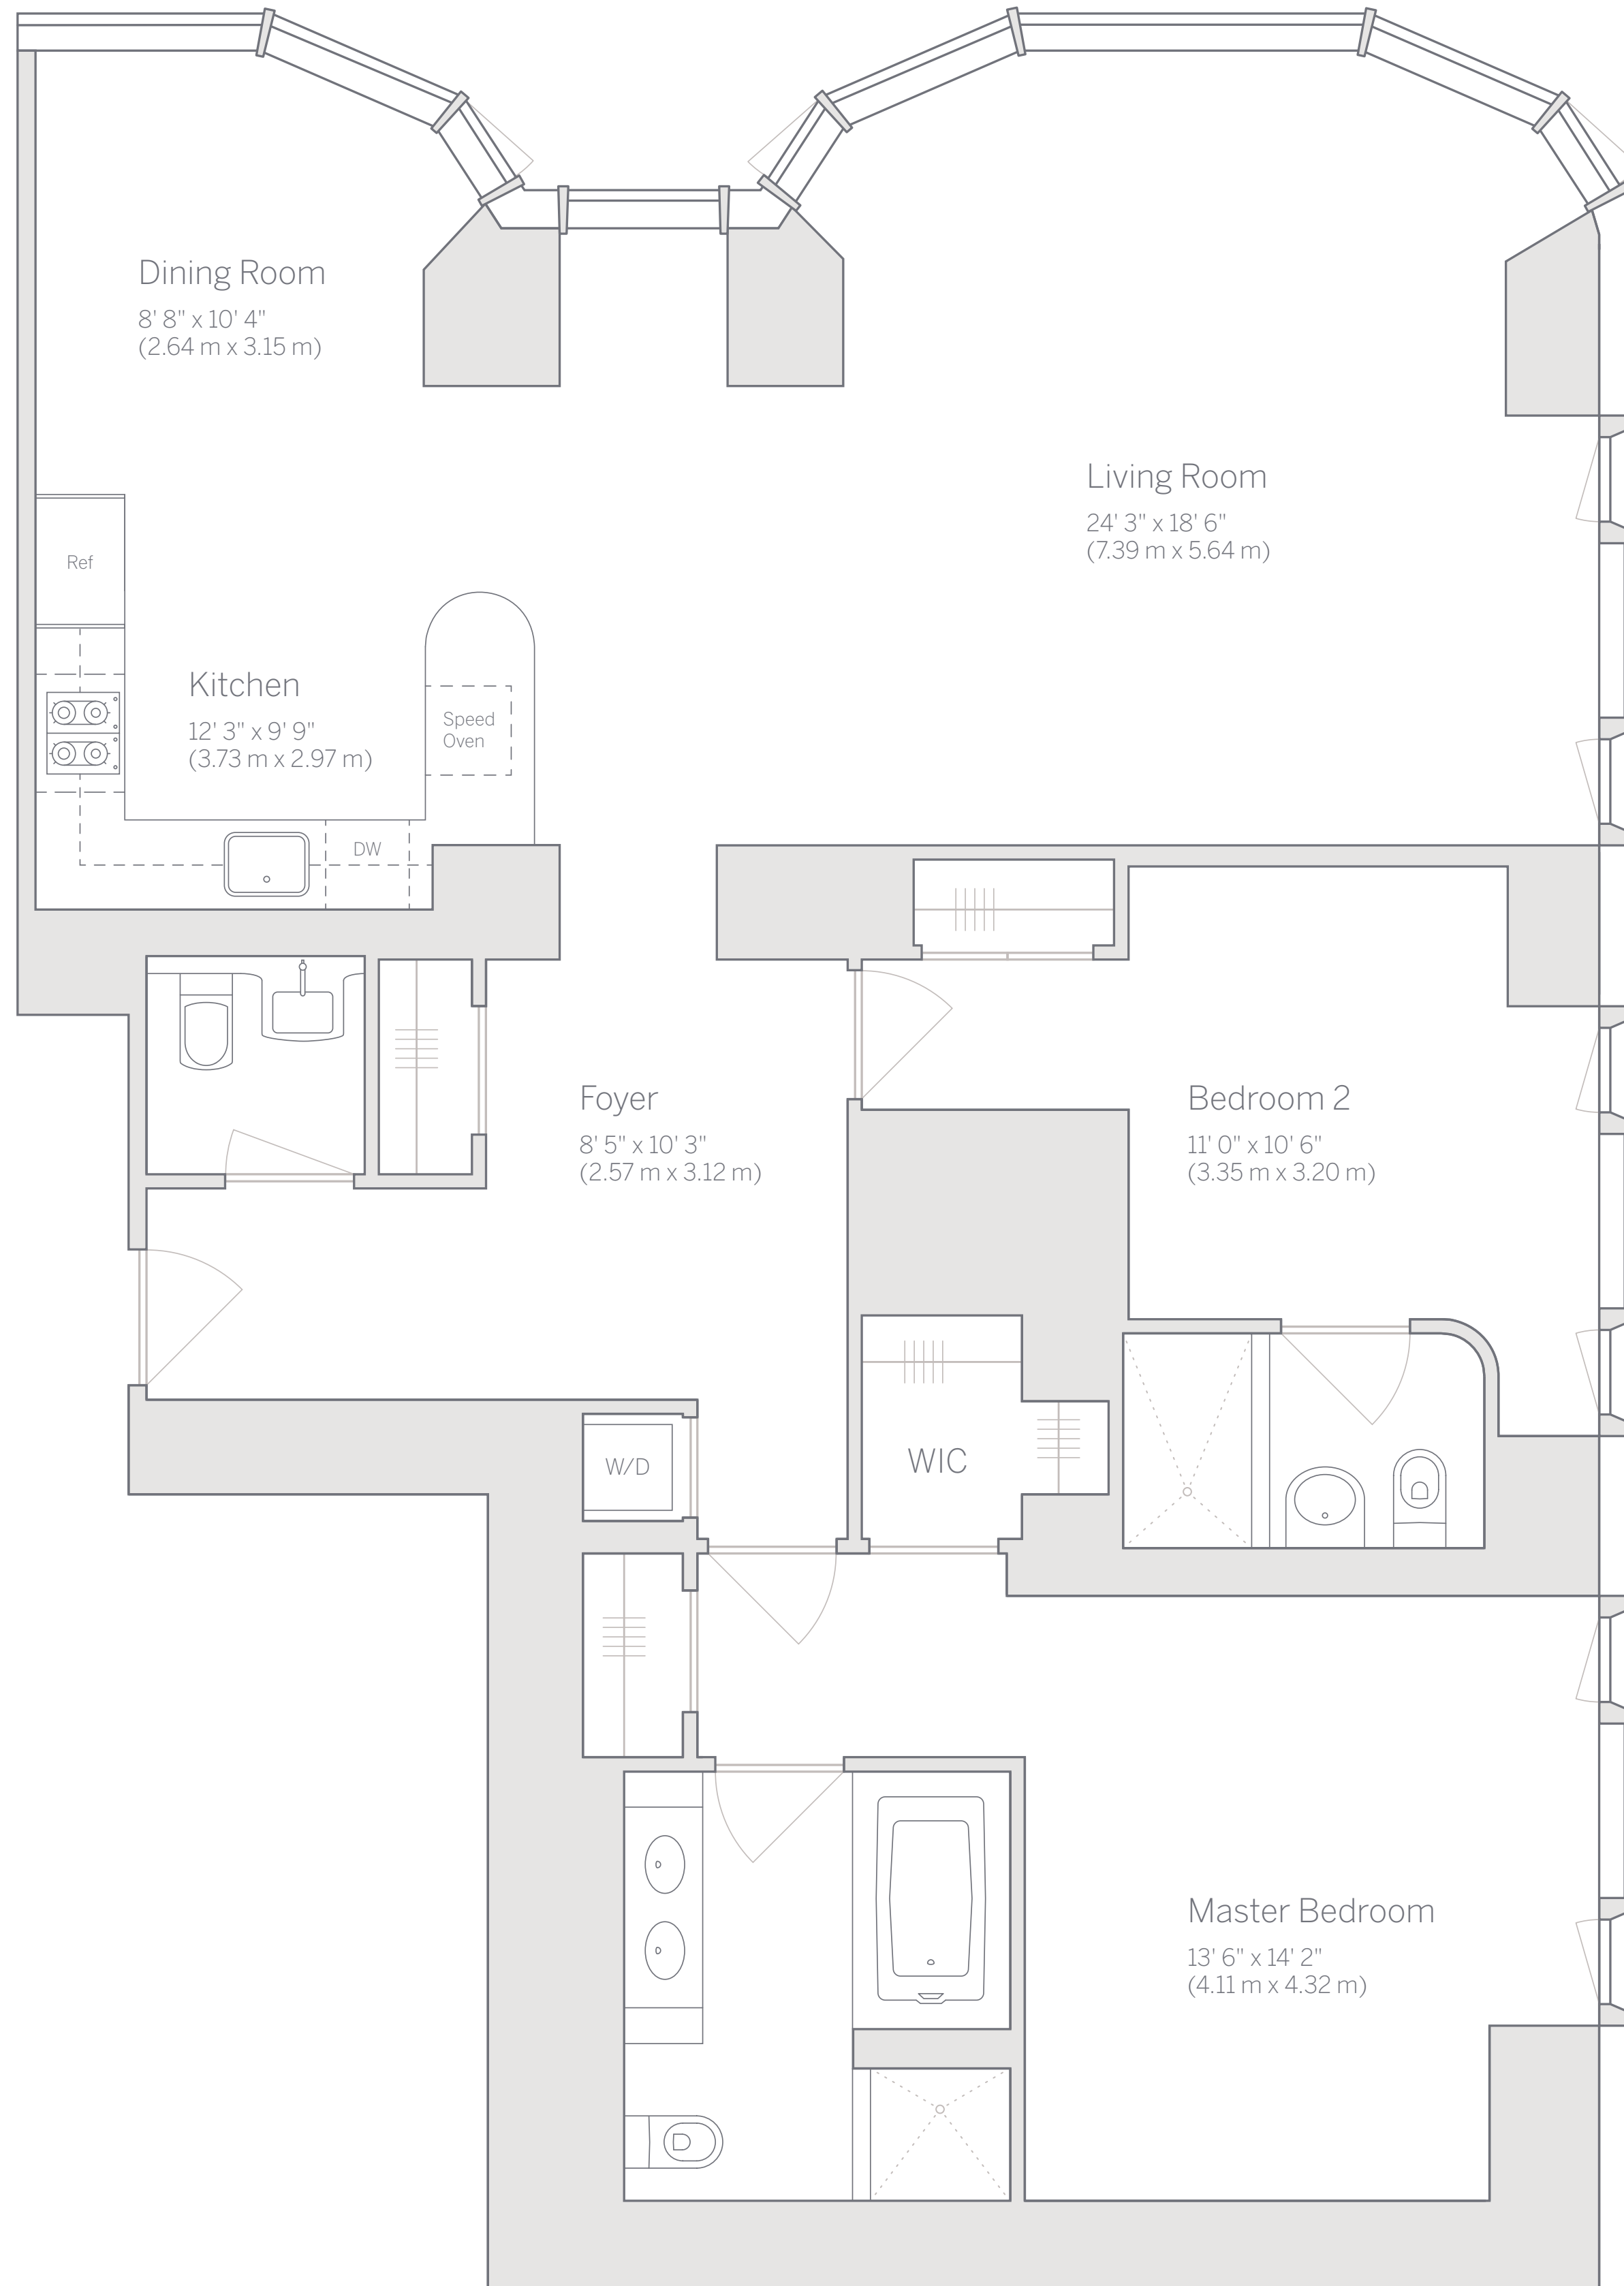 Dining Room
8' 8" x 10' 4"
(2.64 m x 3.15 m)
Living Room
24' 3" x 18' 6"
(7.39 m x 5.64 m)
Ref
Kitchen
12' 3" x 9' 9"
(3.73 m x 2.97 m)
Speed
Oven
DW
Foyer
8' 5" x 10' 3"
(2.57 m x 3.12 m)
Bedroom 2
11' 0" x 10' 6"
(3.35 m x 3.20 m)
W/D
WIC
Master Bedroom
13' 6" x 14' 2"
(4.11 m x 4.32 m)